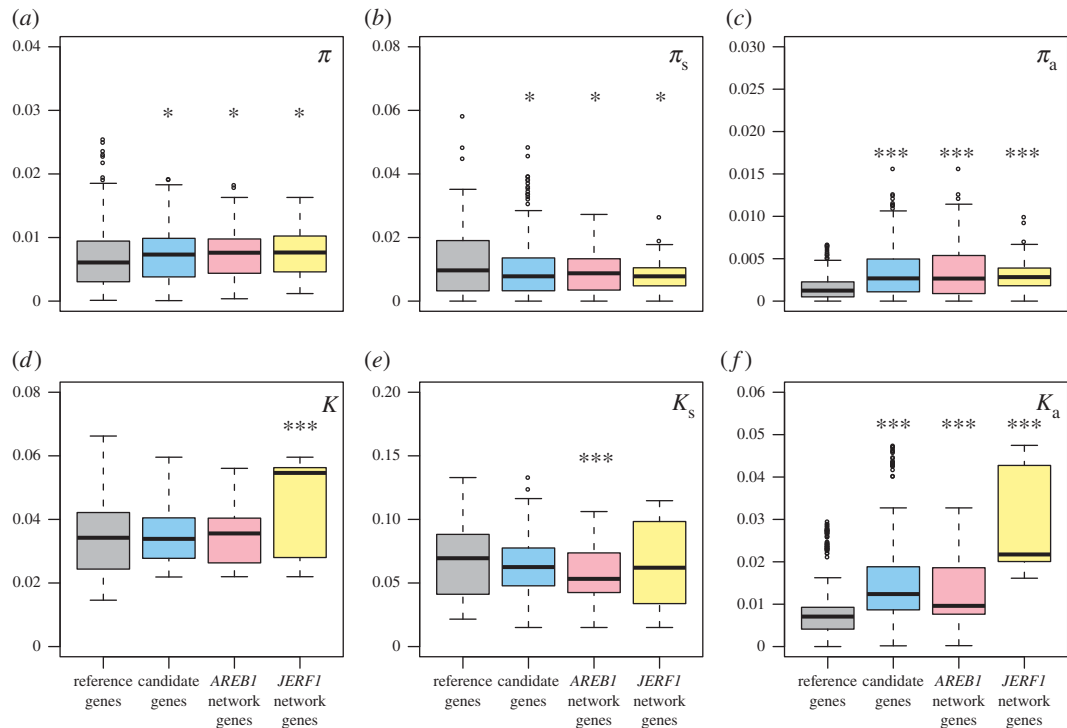 (a) (b) (c)
0.04 0.08 0.030
π πs πa
0.025
0.03 0.06
* * * * * * 0.020
0.02 0.04 0.015 *** *** ***
0.010
0.01 0.02
0.005
0 0 0
(d) (e) (f)
0.08 0.20 0.06
K Ks Ka
0.05 *** *** ***
***
0.06 0.15 ***
0.04
0.04 0.10 0.03
0.02
0.02 0.05
0.01
0 0 0
reference candidate AREB1 JERF1 reference candidate AREB1 JERF1 reference candidate AREB1 JERF1
genes genes network network genes genes network network genes genes network network
genes genes genes genes genes genes